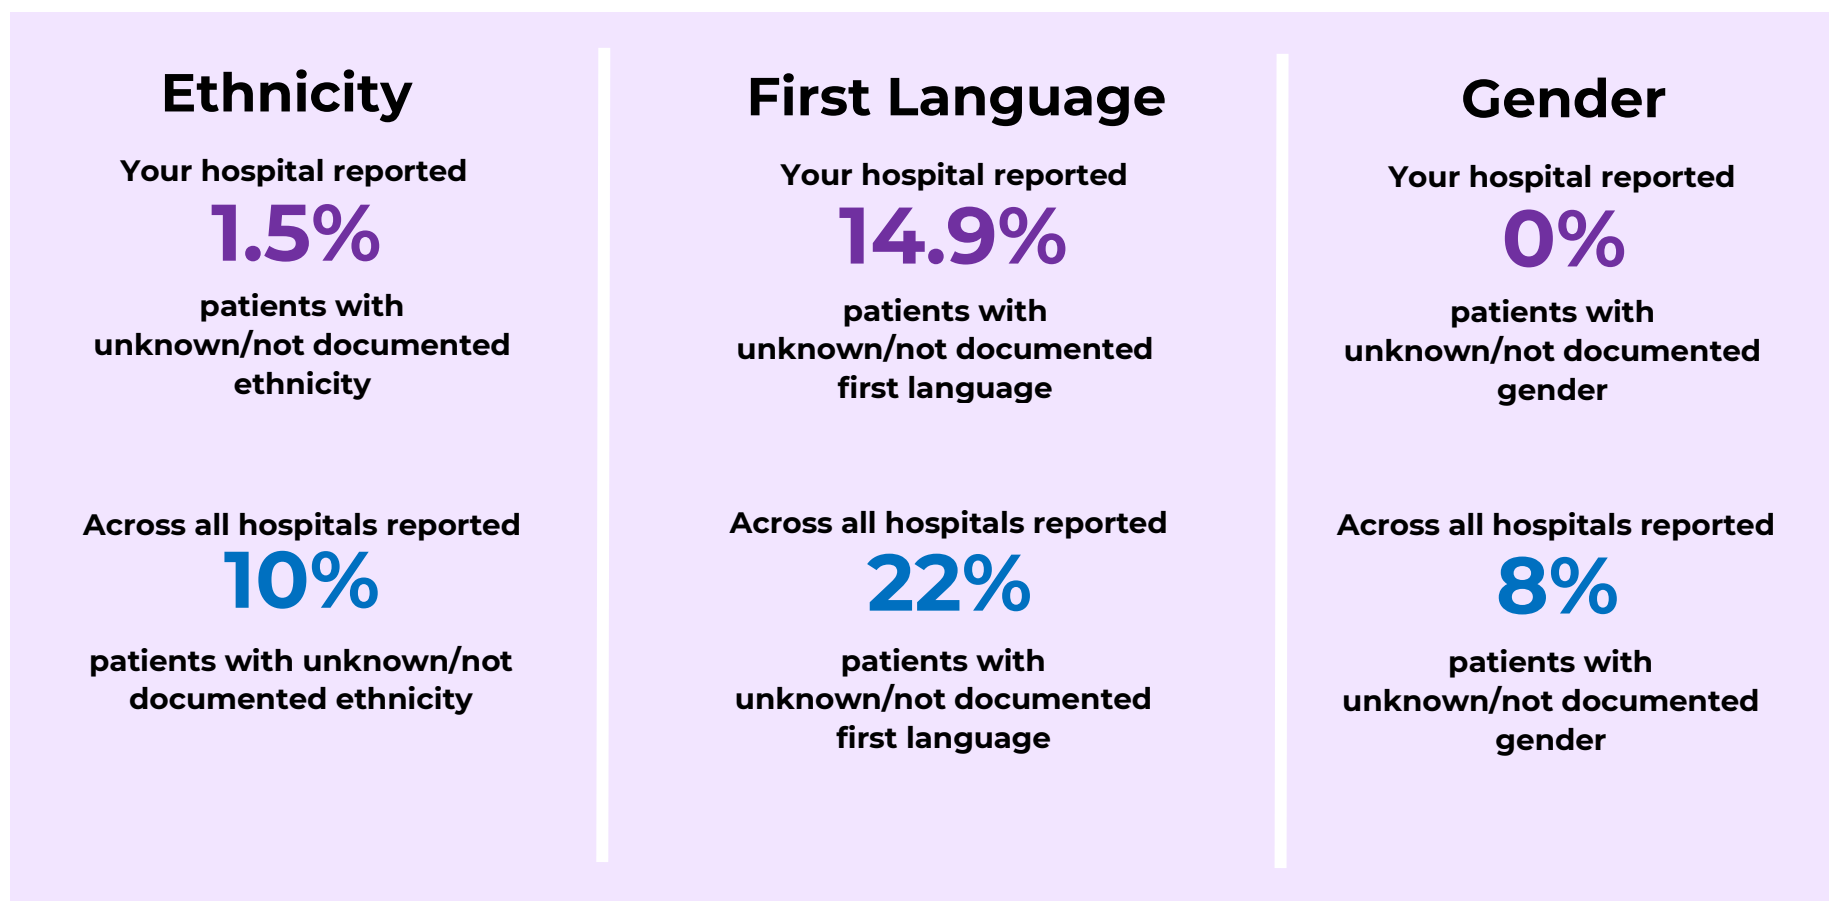 Ethnicity
Your hospital reported
1.5%
patients with
unknown/not documented
ethnicity
Across all hospitals reported
10%
patients with unknown/not
documented ethnicity
First Language
Your hospital reported
14.9%
patients with
unknown/not documented
first language
Across all hospitals reported
22%
patients with
unknown/not documented
first language
Gender
Your hospital reported
0%
patients with
unknown/not documented
gender
Across all hospitals reported
8%
patients with
unknown/not documented
gender